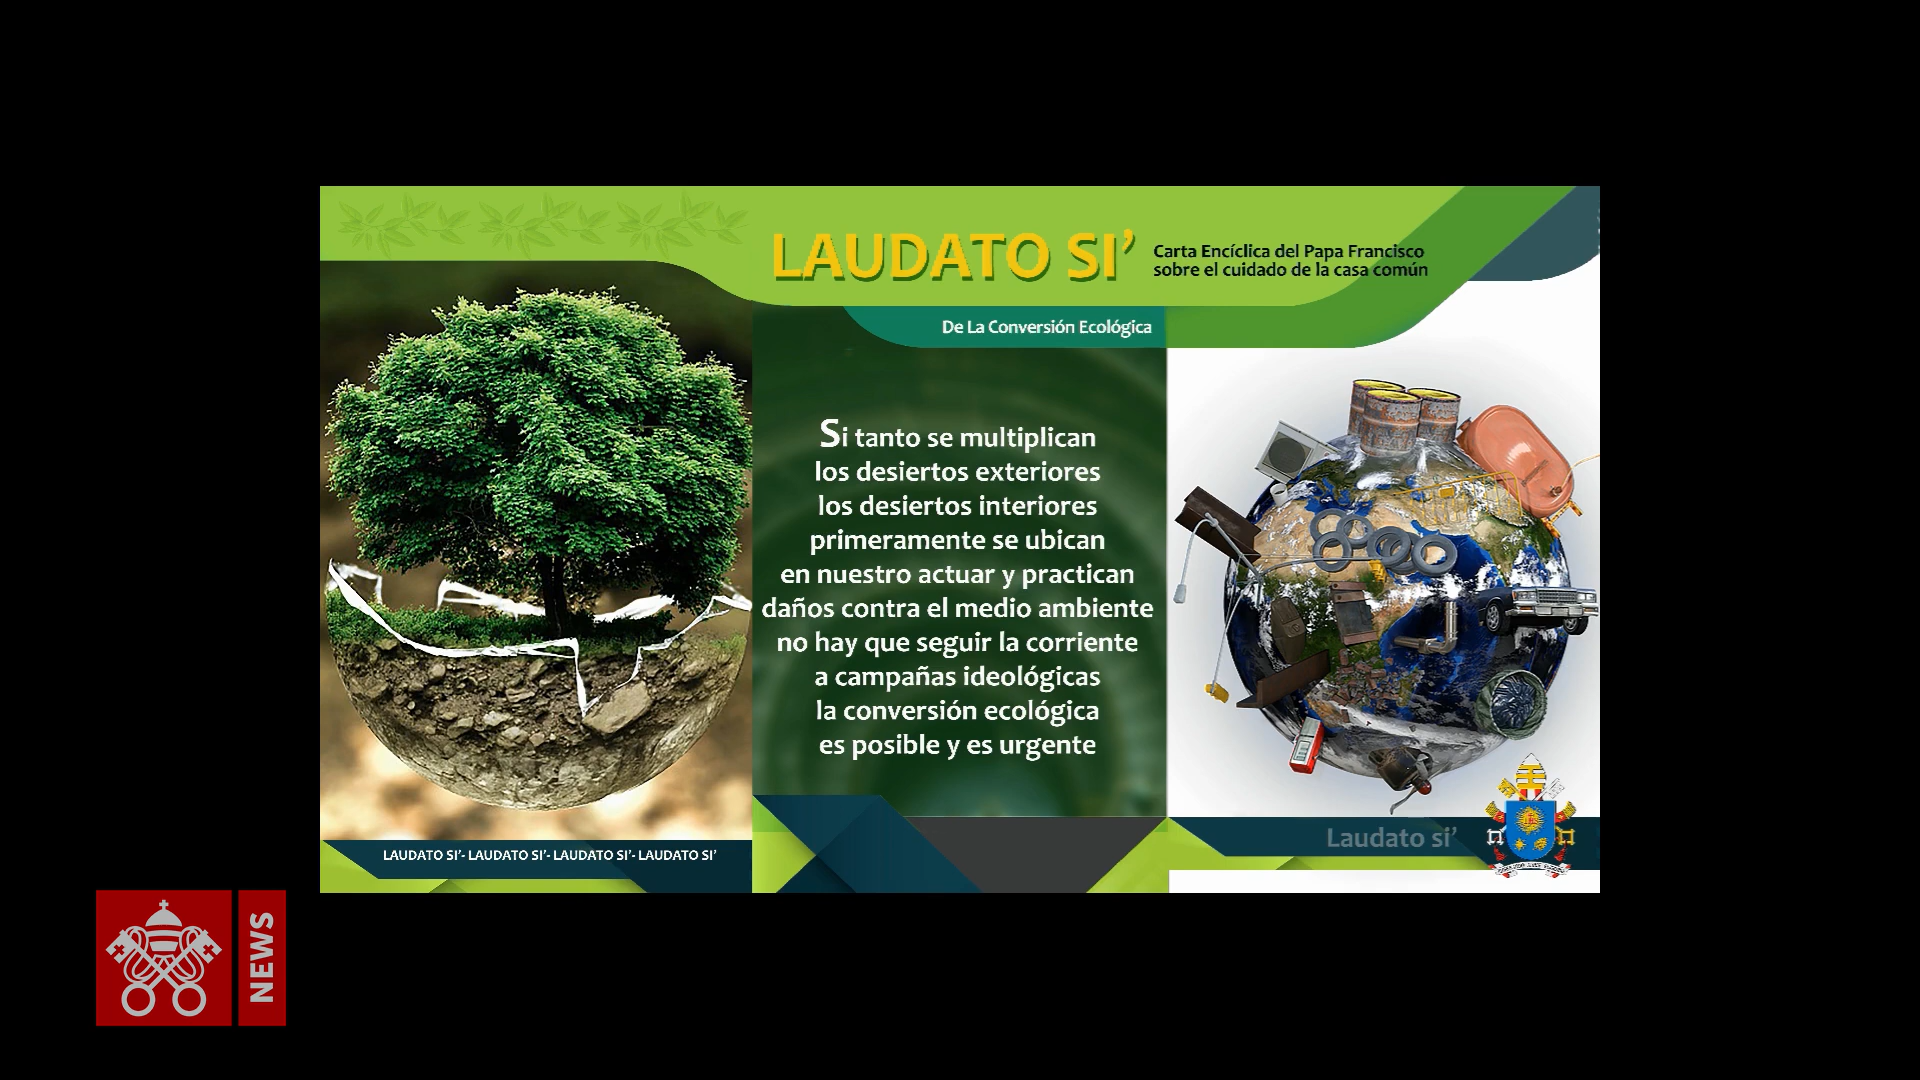 LAUDATO SI’
Carta Encíclica del Papa Francisco
sobre el cuidado de la casa común
De La Conversión Ecológica
Si tanto se multiplican
los desiertos exteriores
los desiertos interiores
primeramente se ubican
en nuestro actuar y practican
daños contra el medio ambiente
no hay que seguir la corriente
a campañas ideológicas
la conversión ecológica
es posible y es urgente
LAUDATO SI’- LAUDATO SI’- LAUDATO SI’- LAUDATO SI’
Laudato si’
NEWS